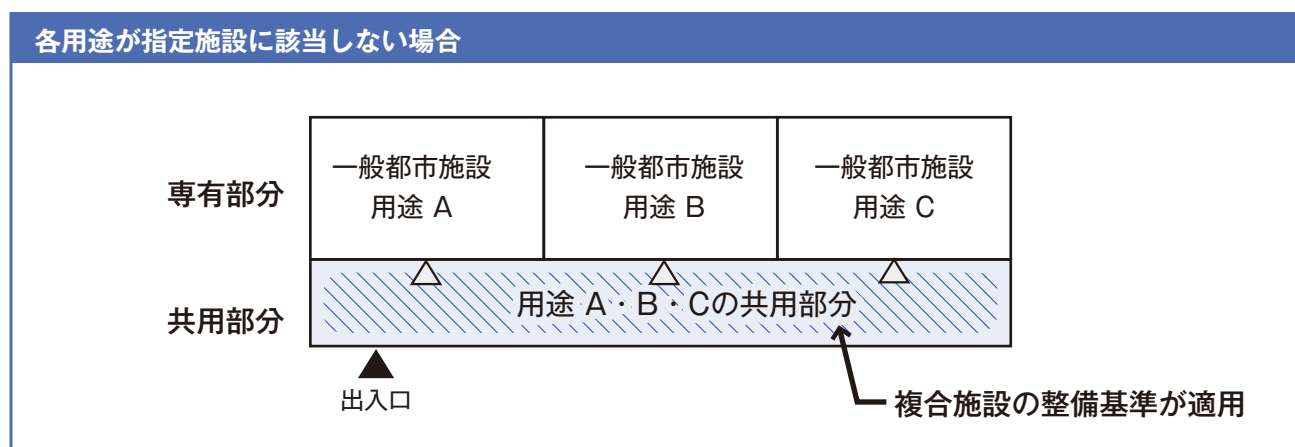 各用途が指定施設に該当しない場合
専有部分
一般都市施設
用途 A
一般都市施設
用途 B
一般都市施設
用途 C
共用部分
用途 A・B・Cの共用部分
出入口
複合施設の整備基準が適用